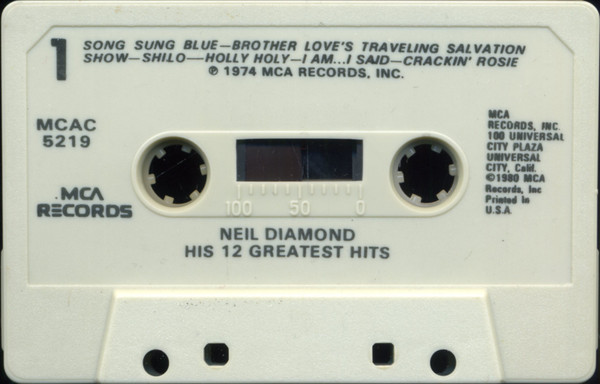 1
SONG SUNG BLUE—BROTHER LOVE'S TRAVELING SALVATION
SHOW—SHILO—HOLLY HOLY—I AM...I SAID—CRACKIN' ROSIE
℗ 1974 MCA RECORDS, INC.
MCAC
5219
MCA
RECORDS
MCA
RECORDS, INC.
100 UNIVERSAL
CITY PLAZA
UNIVERSAL
CITY, Calif.
©1980 MCA
Records, Inc
Printed in
U.S.A.
100 50 0
NEIL DIAMOND
HIS 12 GREATEST HITS